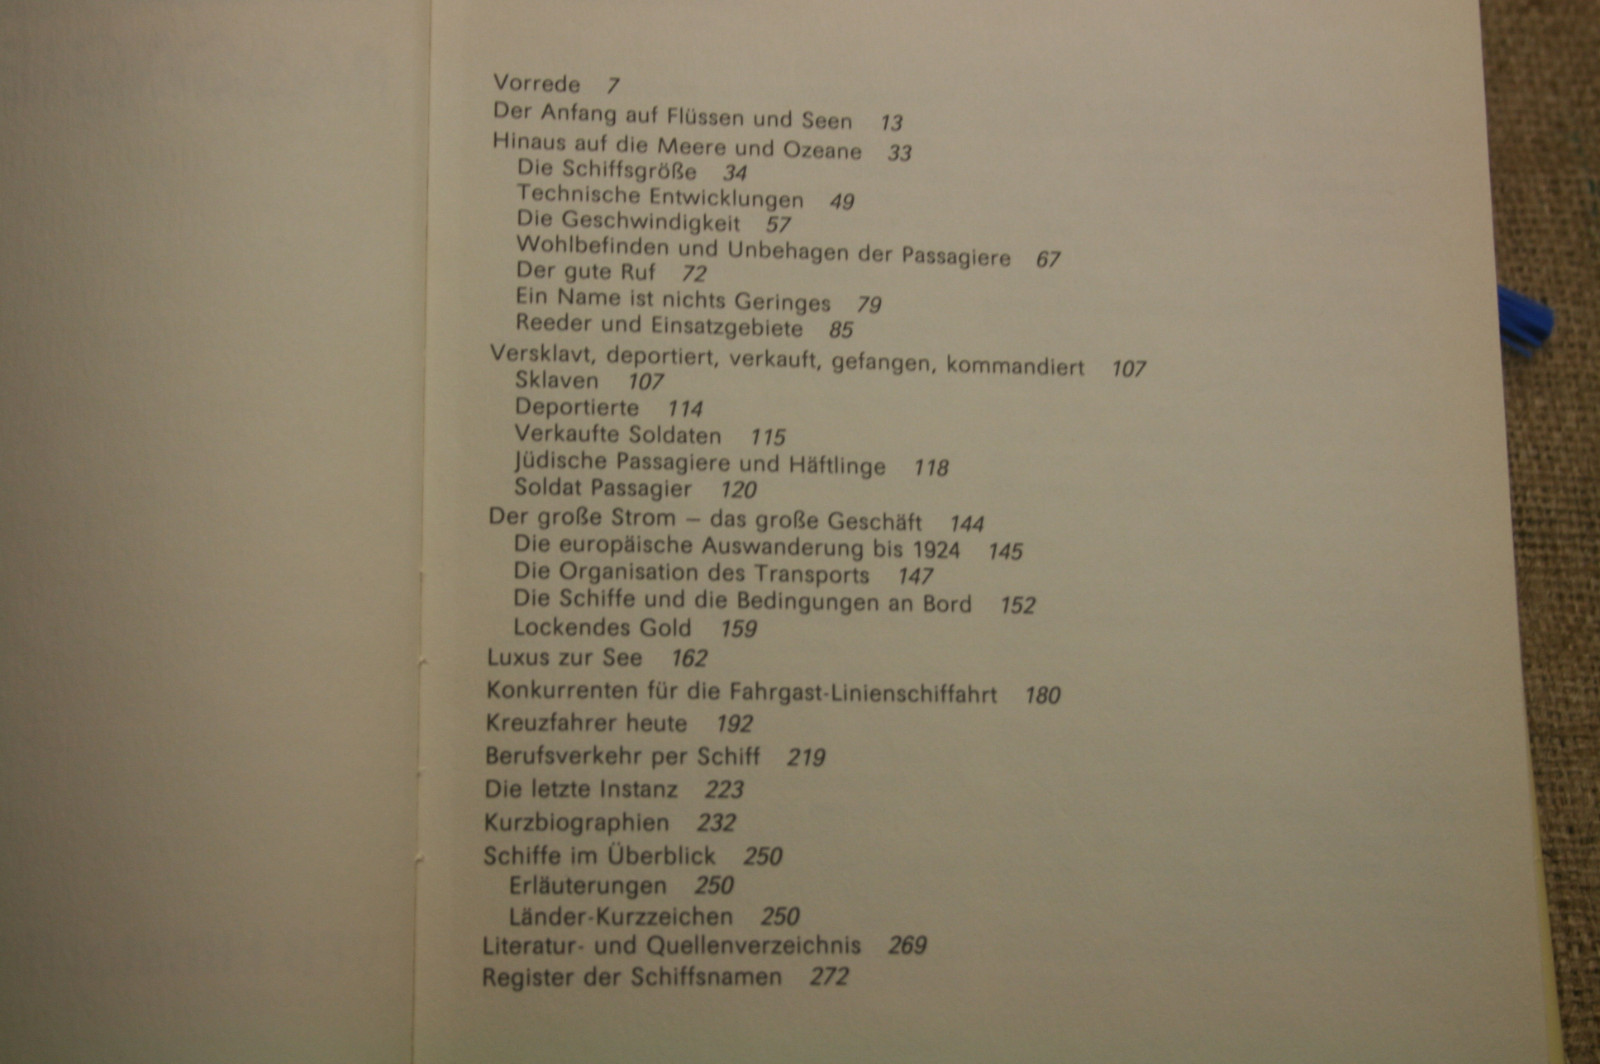 Vorrede 7
Der Anfang auf Flüssen und Seen 13
Hinaus auf die Meere und Ozeane 33
Die Schiffsgröße 34
Technische Entwicklungen 49
Die Geschwindigkeit 57
Wohlbefinden und Unbehagen der Passagiere 67
Der gute Ruf 72
Ein Name ist nichts Geringes 79
Reeder und Einsatzgebiete 85
Versklavt, deportiert, verkauft, gefangen, kommandiert 107
Sklaven 107
Deportierte 114
Verkaufte Soldaten 115
Jüdische Passagiere und Häftlinge 118
Soldat Passagier 120
Der große Strom – das große Geschäft 144
Die europäische Auswanderung bis 1924 145
Die Organisation des Transports 147
Die Schiffe und die Bedingungen an Bord 152
Lockendes Gold 159
Luxus zur See 162
Konkurrenten für die Fahrgast-Linienschiffahrt 180
Kreuzfahrer heute 192
Berufsverkehr per Schiff 219
Die letzte Instanz 223
Kurzbiographien 232
Schiffe im Überblick 250
Erläuterungen 250
Länder-Kurzzeichen 250
Literatur- und Quellenverzeichnis 269
Register der Schiffsnamen 272